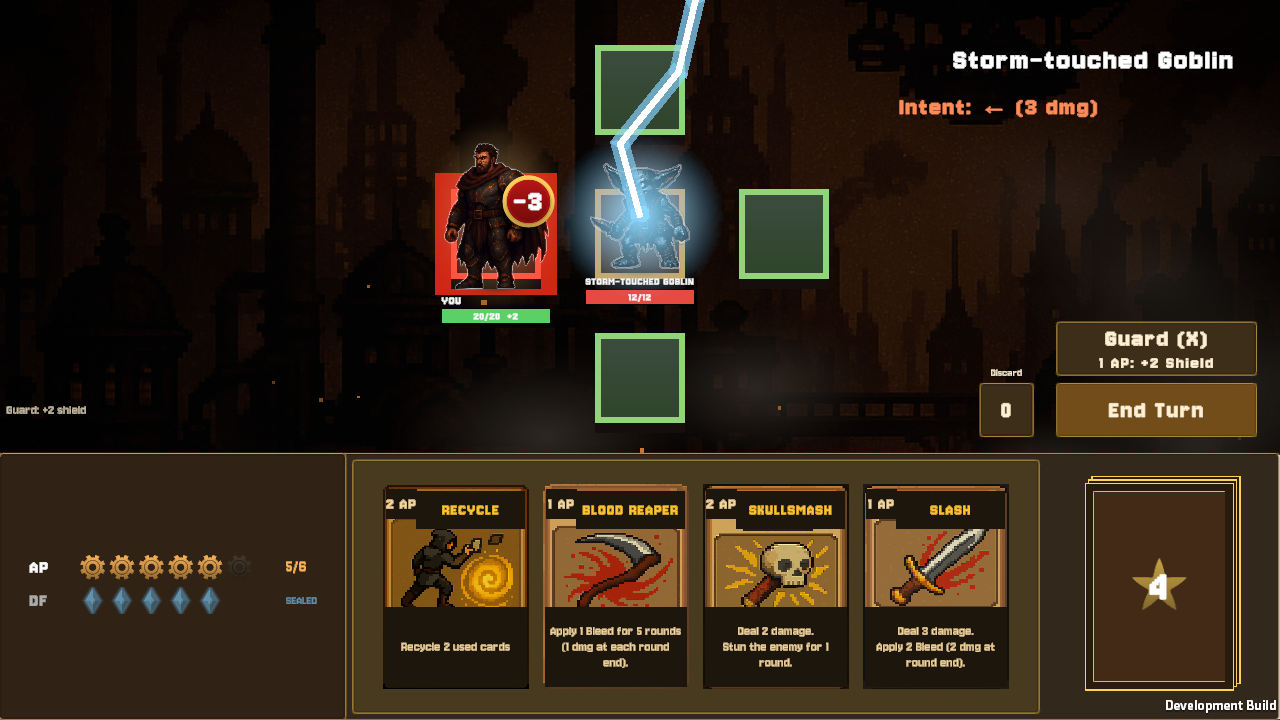 Storm-touched Goblin
Intent: ← (3 dmg)
-3
STORM-TOUCHED GOBLIN
12/12
YOU
20/20 +2
Guard (X)
1 AP: +2 Shield
Discard
0
End Turn
Guard: +2 shield
2 AP RECYCLE
Recycle 2 used cards
1 AP BLOOD REAPER
Apply 1 Bleed for 5 rounds
(1 dmg at each round
end).
2 AP SKULLSMASH
Deal 2 damage.
Stun the enemy for 1
round.
1 AP SLASH
Deal 3 damage.
Apply 2 Bleed (2 dmg at
round end).
AP 5/6
DF SEALED
4
Development Build